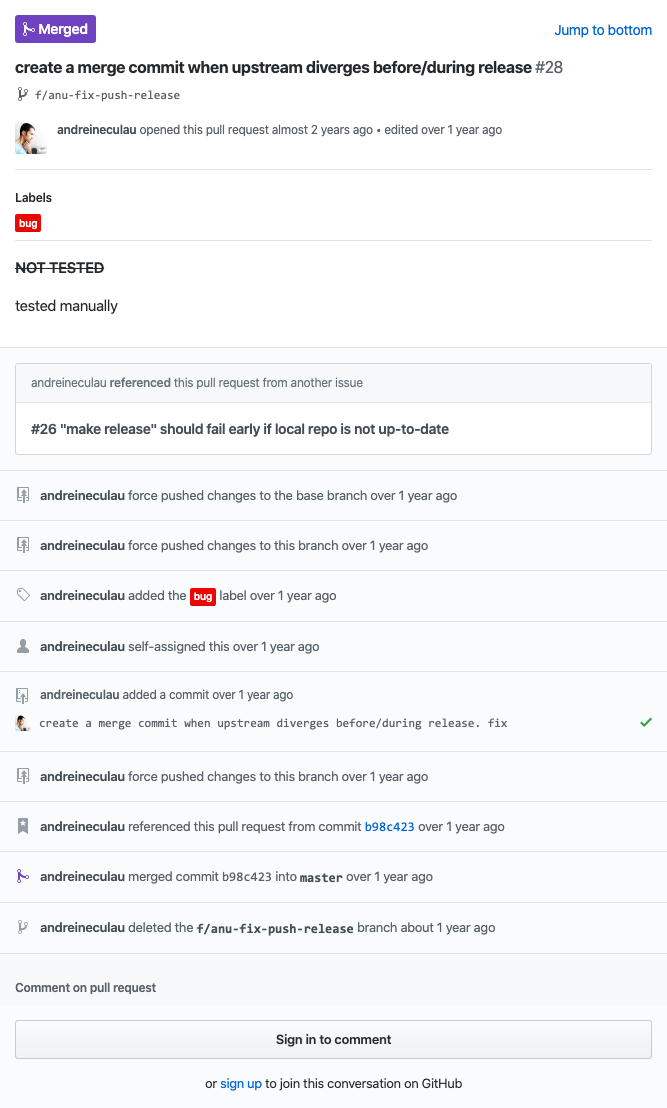 Merged
Jump to bottom
create a merge commit when upstream diverges before/during release #28
f/anu-fix-push-release
andreineculau opened this pull request almost 2 years ago • edited over 1 year ago
Labels
bug
NOT TESTED
tested manually
andreineculau referenced this pull request from another issue
#26 "make release" should fail early if local repo is not up-to-date
andreineculau force pushed changes to the base branch over 1 year ago
andreineculau force pushed changes to this branch over 1 year ago
andreineculau added the bug label over 1 year ago
andreineculau self-assigned this over 1 year ago
andreineculau added a commit over 1 year ago
create a merge commit when upstream diverges before/during release. fix
andreineculau force pushed changes to this branch over 1 year ago
andreineculau referenced this pull request from commit b98c423 over 1 year ago
andreineculau merged commit b98c423 into master over 1 year ago
andreineculau deleted the f/anu-fix-push-release branch about 1 year ago
Comment on pull request
Sign in to comment
or sign up to join this conversation on GitHub